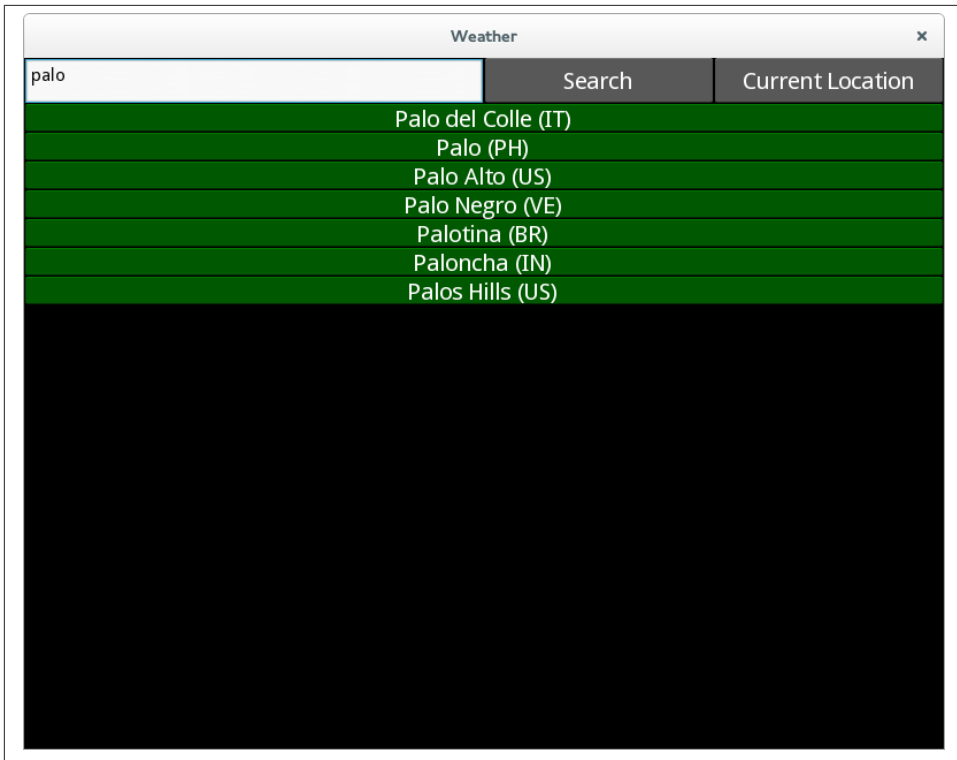 Weather ×
palo Search Current Location
Palo del Colle (IT)
Palo (PH)
Palo Alto (US)
Palo Negro (VE)
Palotina (BR)
Paloncha (IN)
Palos Hills (US)